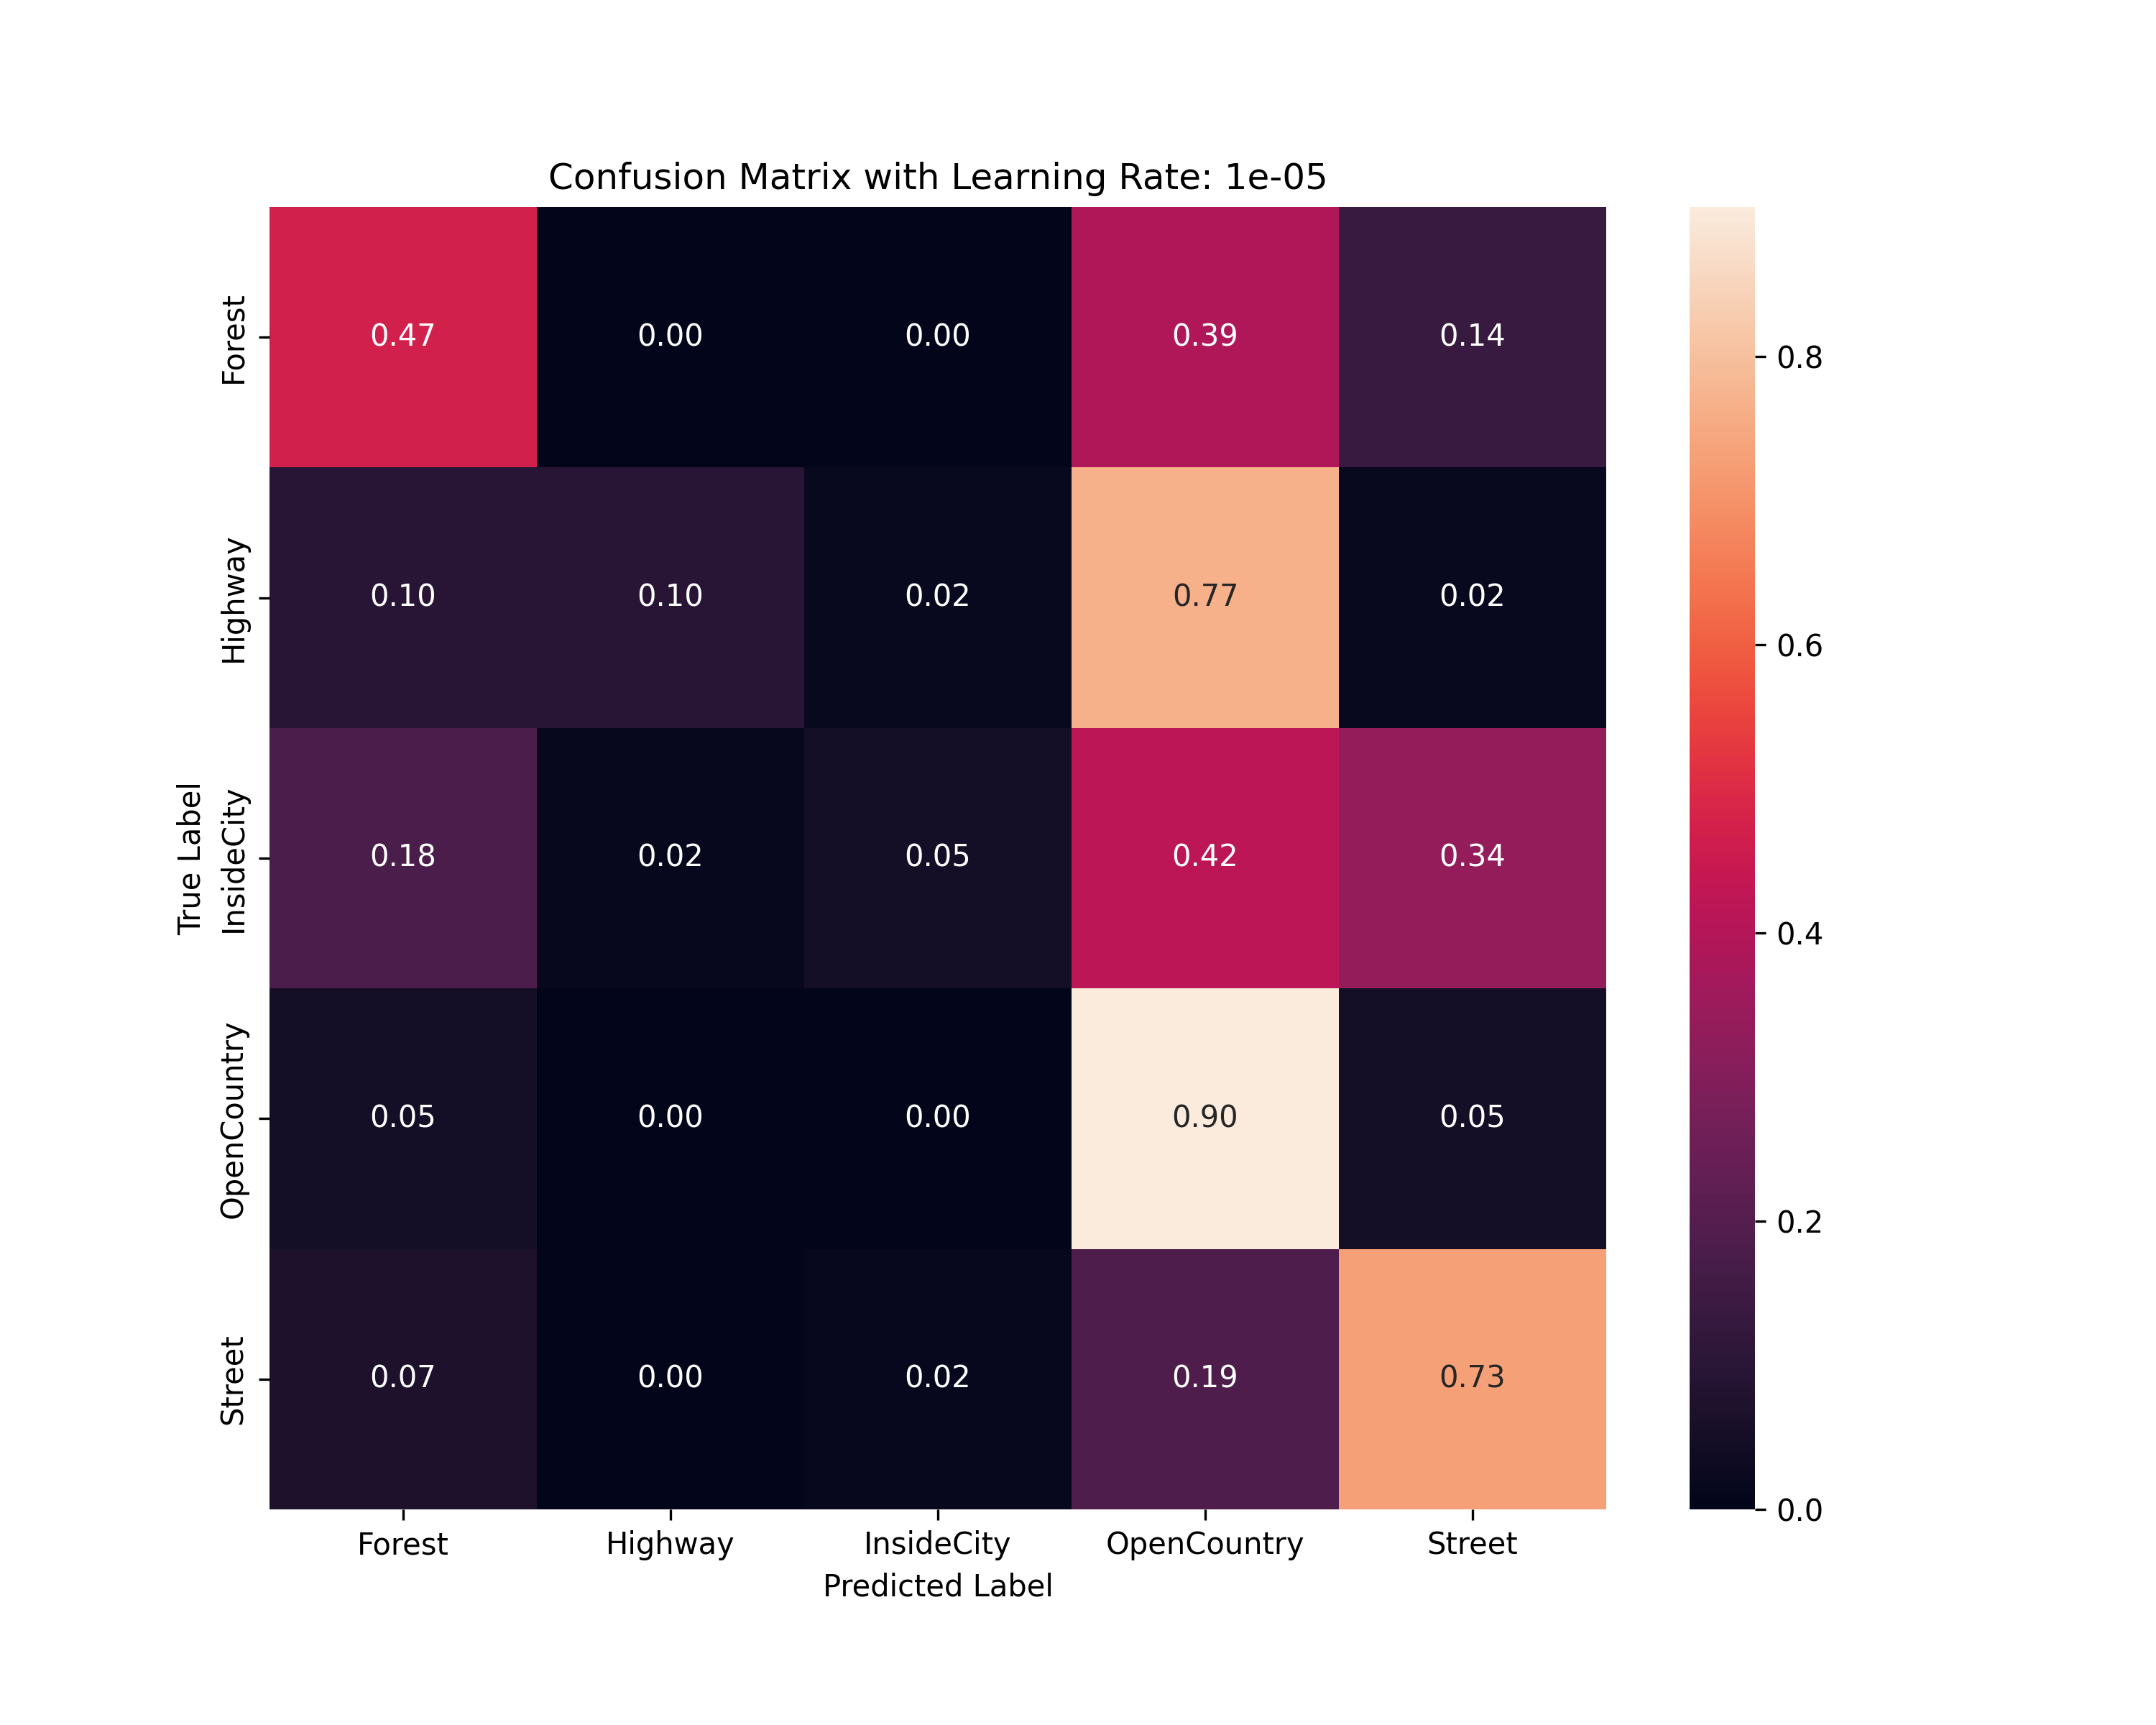 Confusion Matrix with Learning Rate: 1e-05
True Label
Forest
0.47 0.00 0.00 0.39 0.14
Highway
0.10 0.10 0.02 0.77 0.02
InsideCity
0.18 0.02 0.05 0.42 0.34
OpenCountry
0.05 0.00 0.00 0.90 0.05
Street
0.07 0.00 0.02 0.19 0.73
Forest Highway InsideCity OpenCountry Street
Predicted Label
0.8
0.6
0.4
0.2
0.0